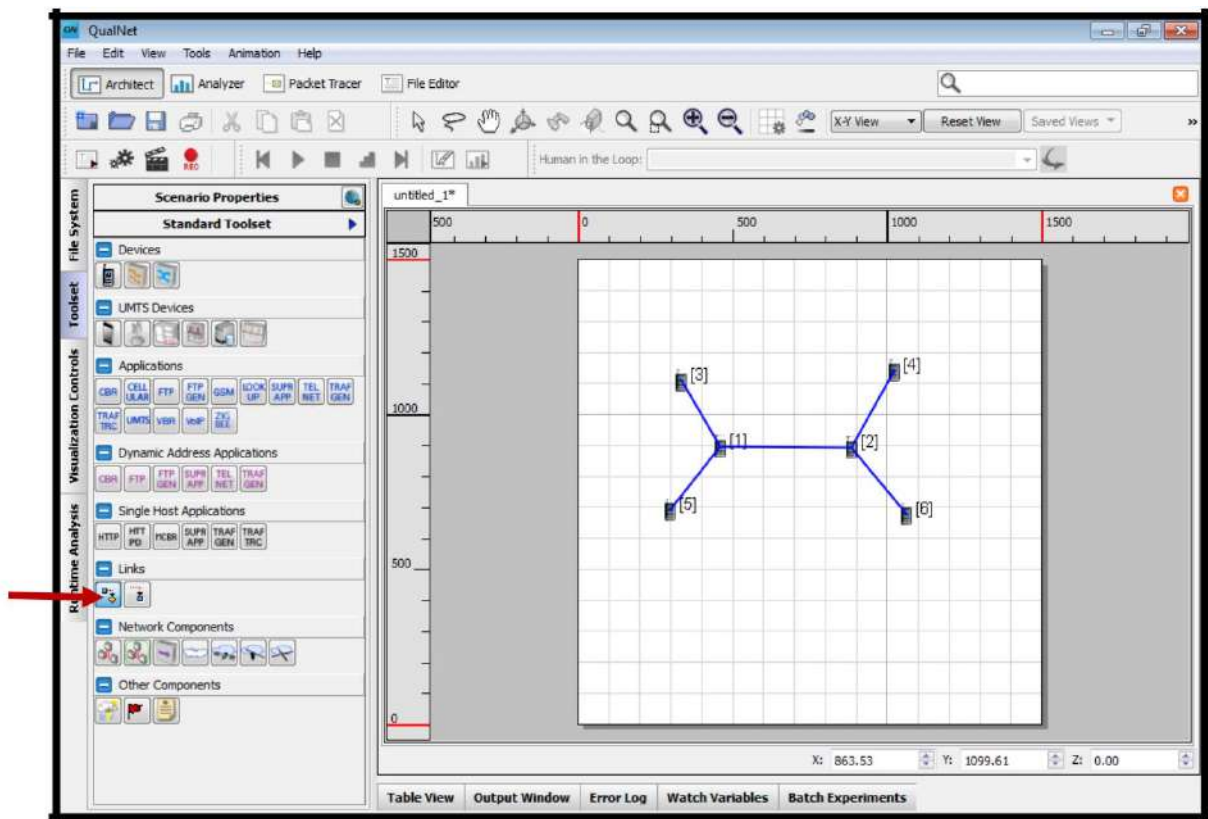 QualNet
File Edit View Tools Animation Help
Architect Analyzer Packet Tracer File Editor
X-Y View Reset View Saved Views »
REC Human in the Loop:
File System
Toolset
Visualization Controls
Runtime Analysis
Scenario Properties
Standard Toolset
Devices
UMTS Devices
Applications
CBR CELLULAR FTP FTP GEN GSM LOOK UP SUPR APP TEL NET TRAF GEN
TRAF TRC UMTS VBR VoIP ZIG BEE
Dynamic Address Applications
CBR FTP FTP GEN SUPR APP TEL NET TRAF GEN
Single Host Applications
HTTP HTT PD MCBR SUPR APP TRAF GEN TRAF TRC
Links
Network Components
Other Components
untitled_1*
500 0 500 1000 1500
1500
1000
500
0
[3] [4]
[1] [2]
[5] [6]
X: 863.53 Y: 1099.61 Z: 0.00
Table View Output Window Error Log Watch Variables Batch Experiments